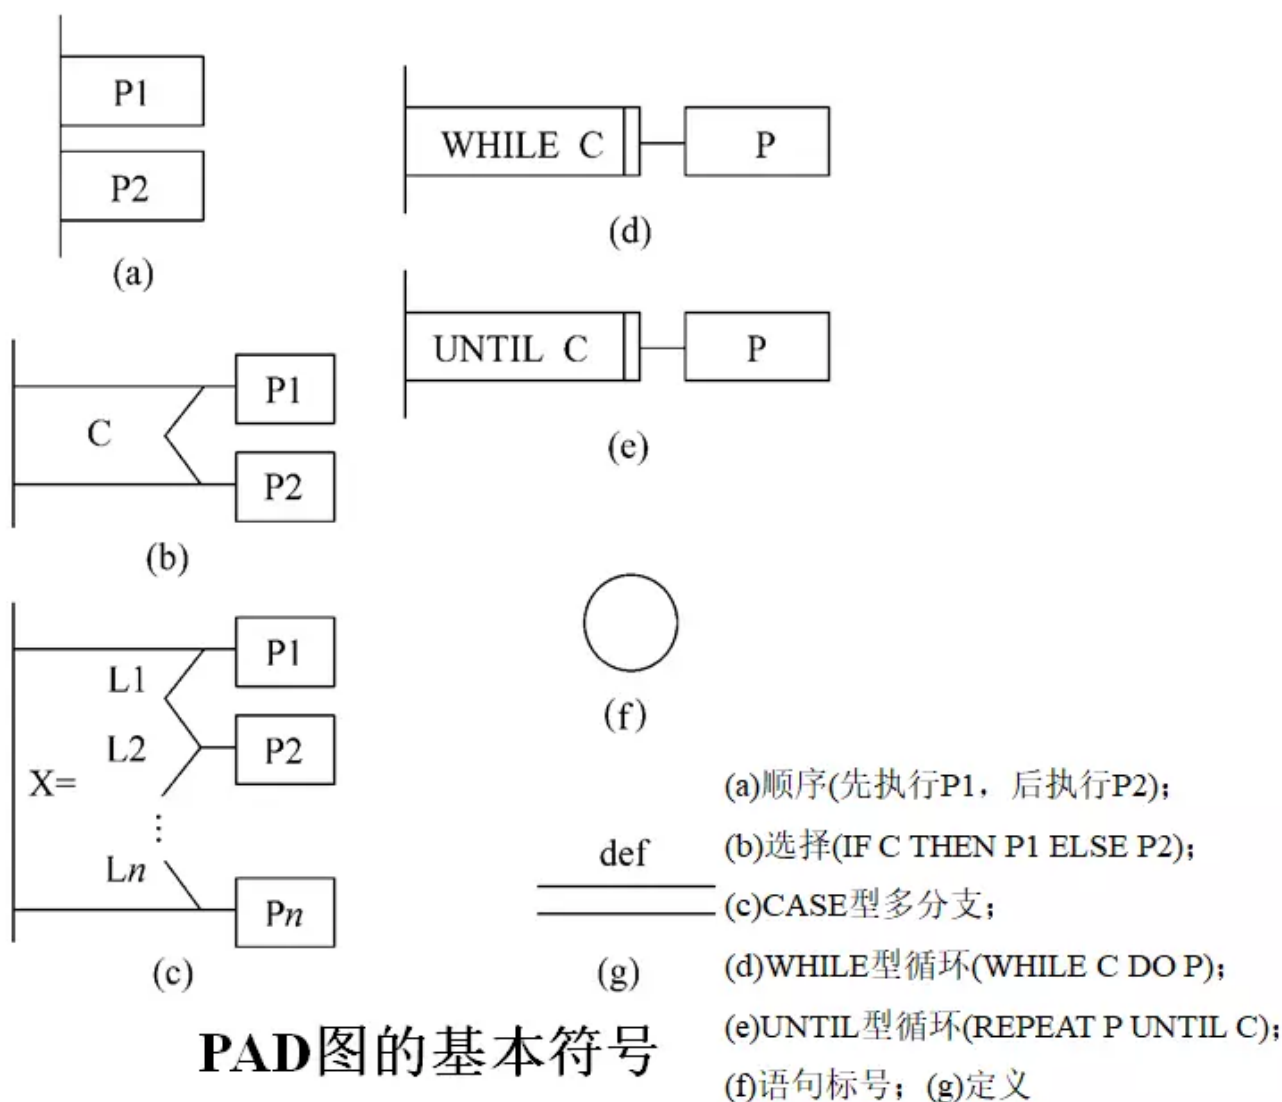 P1
P2
(a)
C
P1
P2
(b)
X=
L1
L2
⋮
Ln
P1
P2
Pn
(c)
WHILE C
P
(d)
UNTIL C
P
(e)
(f)
def
(g)
(a)顺序(先执行P1，后执行P2)；
(b)选择(IF C THEN P1 ELSE P2)；
(c)CASE型多分支；
(d)WHILE型循环(WHILE C DO P)；
(e)UNTIL型循环(REPEAT P UNTIL C)；
(f)语句标号；(g)定义
PAD图的基本符号